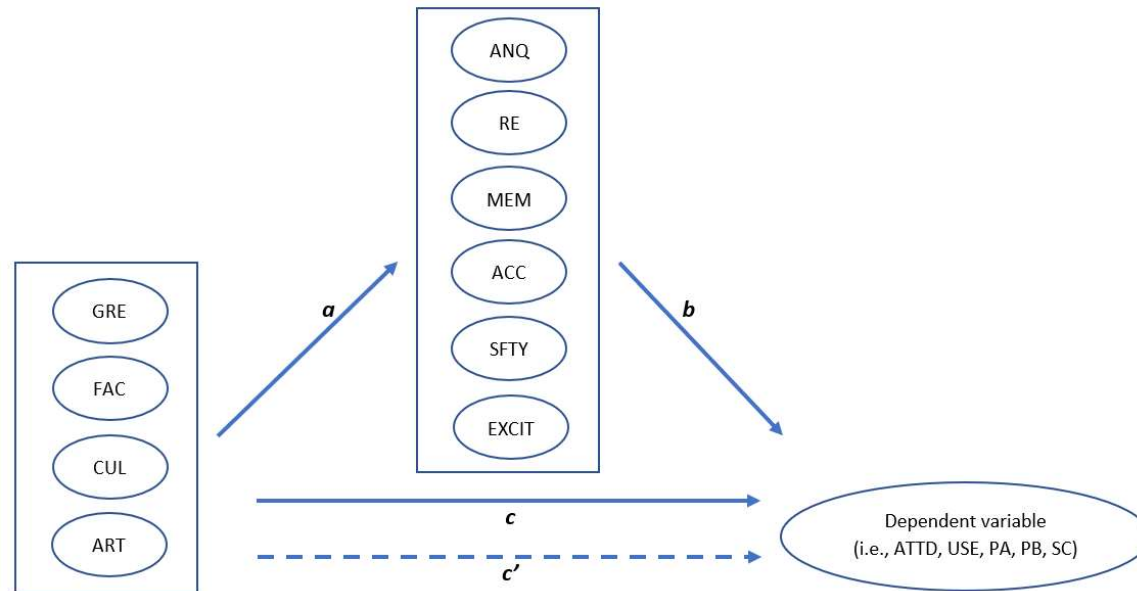 ANQ
RE
MEM
ACC
SFTY
EXCIT
GRE
FAC
CUL
ART
a
b
c
c’
Dependent variable
(i.e., ATTD, USE, PA, PB, SC)